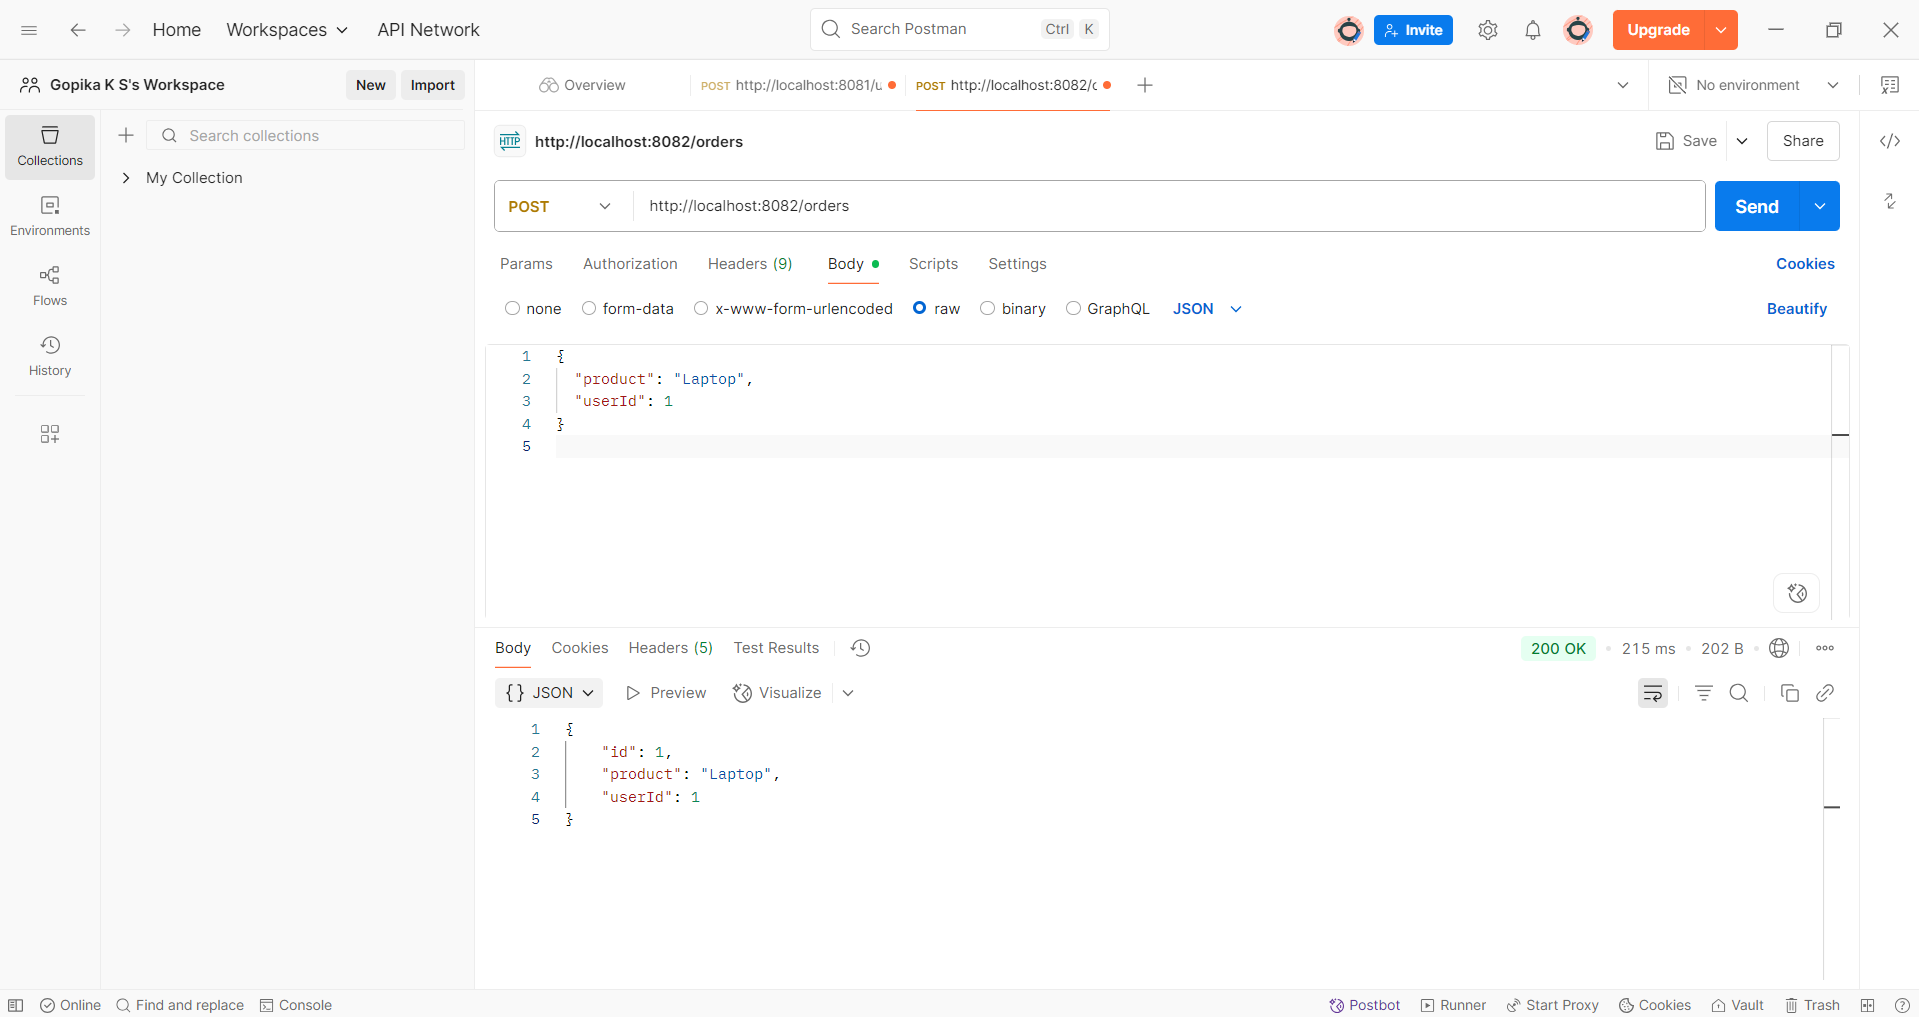 Home Workspaces API Network Search Postman Ctrl K Invite Upgrade
Gopika K S's Workspace New Import Overview POST http://localhost:8081/u POST http://localhost:8082/c No environment
Collections Search collections http://localhost:8082/orders Save Share
My Collection
Environments POST http://localhost:8082/orders Send
Flows Params Authorization Headers (9) Body Scripts Settings Cookies
none form-data x-www-form-urlencoded raw binary GraphQL JSON Beautify
History
1 {
2 "product": "Laptop",
3 "userId": 1
4 }
5
Body Cookies Headers (5) Test Results 200 OK 215 ms 202 B
{} JSON Preview Visualize
1 {
2 "id": 1,
3 "product": "Laptop",
4 "userId": 1
5 }
Online Find and replace Console Postbot Runner Start Proxy Cookies Vault Trash